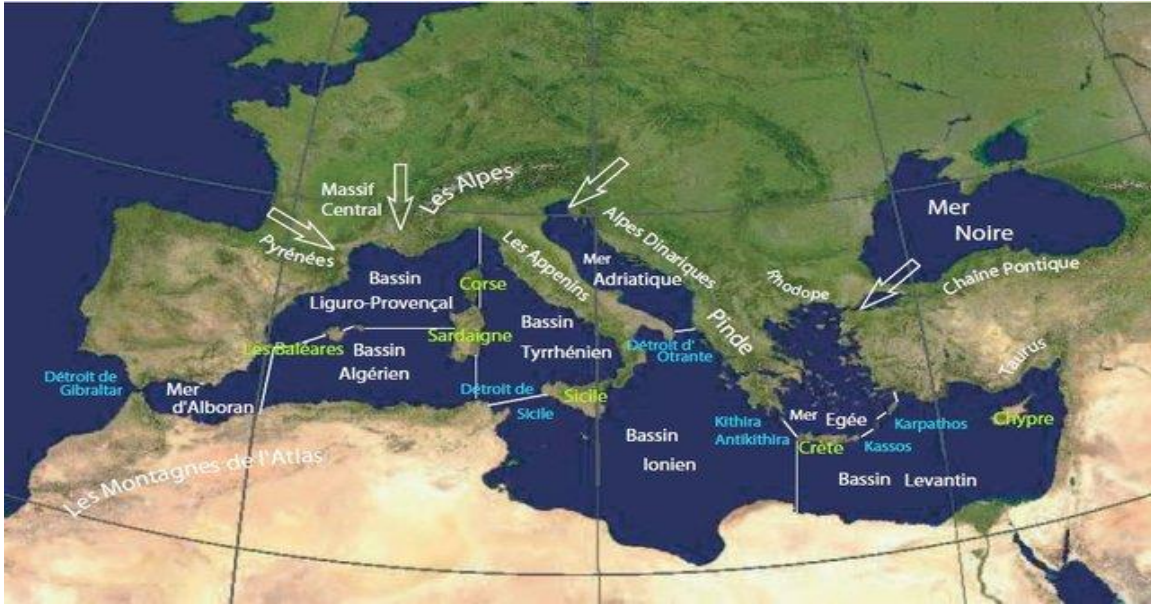 Massif
Central
Les Alpes
Pyrénées
Les Appenins
Mer
Adriatique
Alpes Dinariques
Rhodope
Mer
Noire
Chaîne Pontique
Bassin
Liguro-Provençal
Corse
Sardaigne
Bassin
Tyrrhénien
Détroit d'
Otrante
Pinde
Taurus
Les Baléares
Bassin
Algérien
Détroit de
Gibraltar
Mer
d'Alboran
Détroit de
Sicile
Sicile
Kithira
Antikithira
Mer
Egée
Karpathos
Kassos
Crète
Chypre
Bassin
Ionien
Bassin Levantin
Les Montagnes de l'Atlas